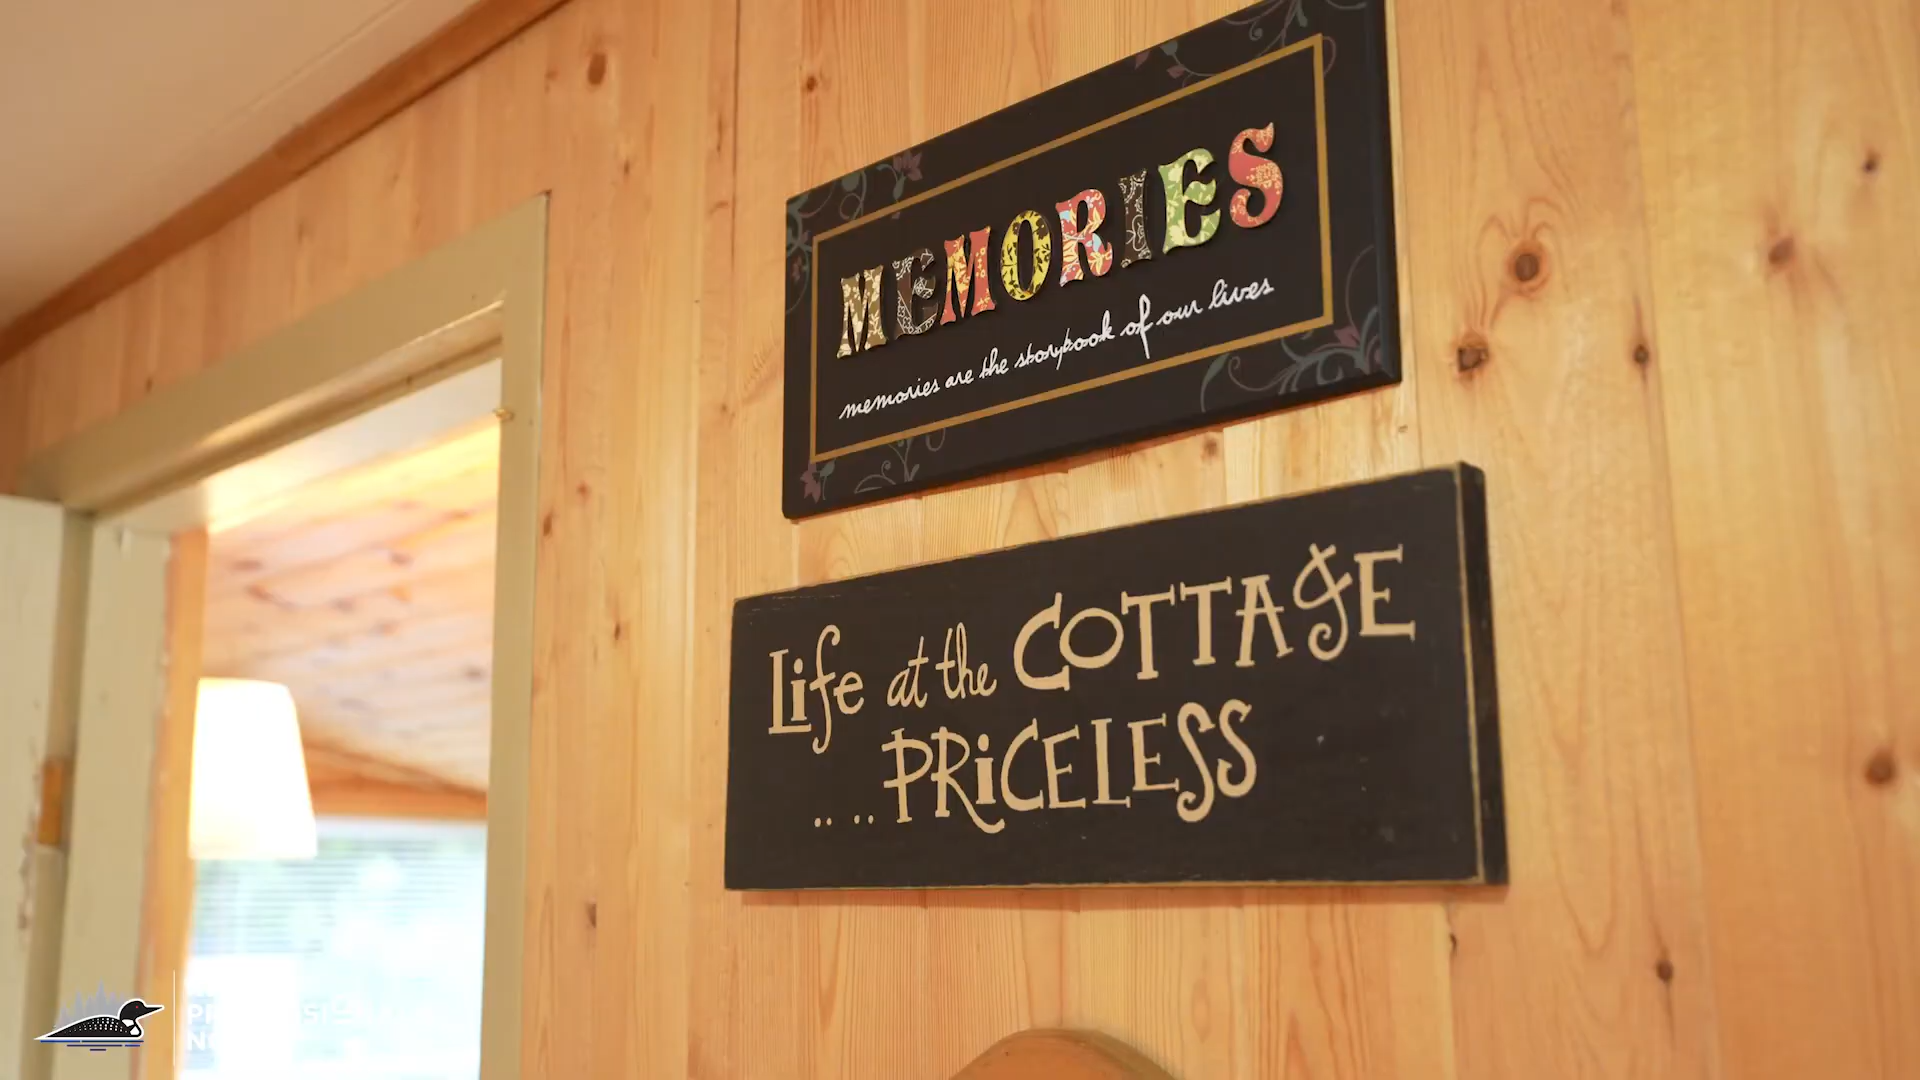 MEMORIES
memories are the storybook of our lives
Life at the COTTAGE
.. .. PRiCELESS